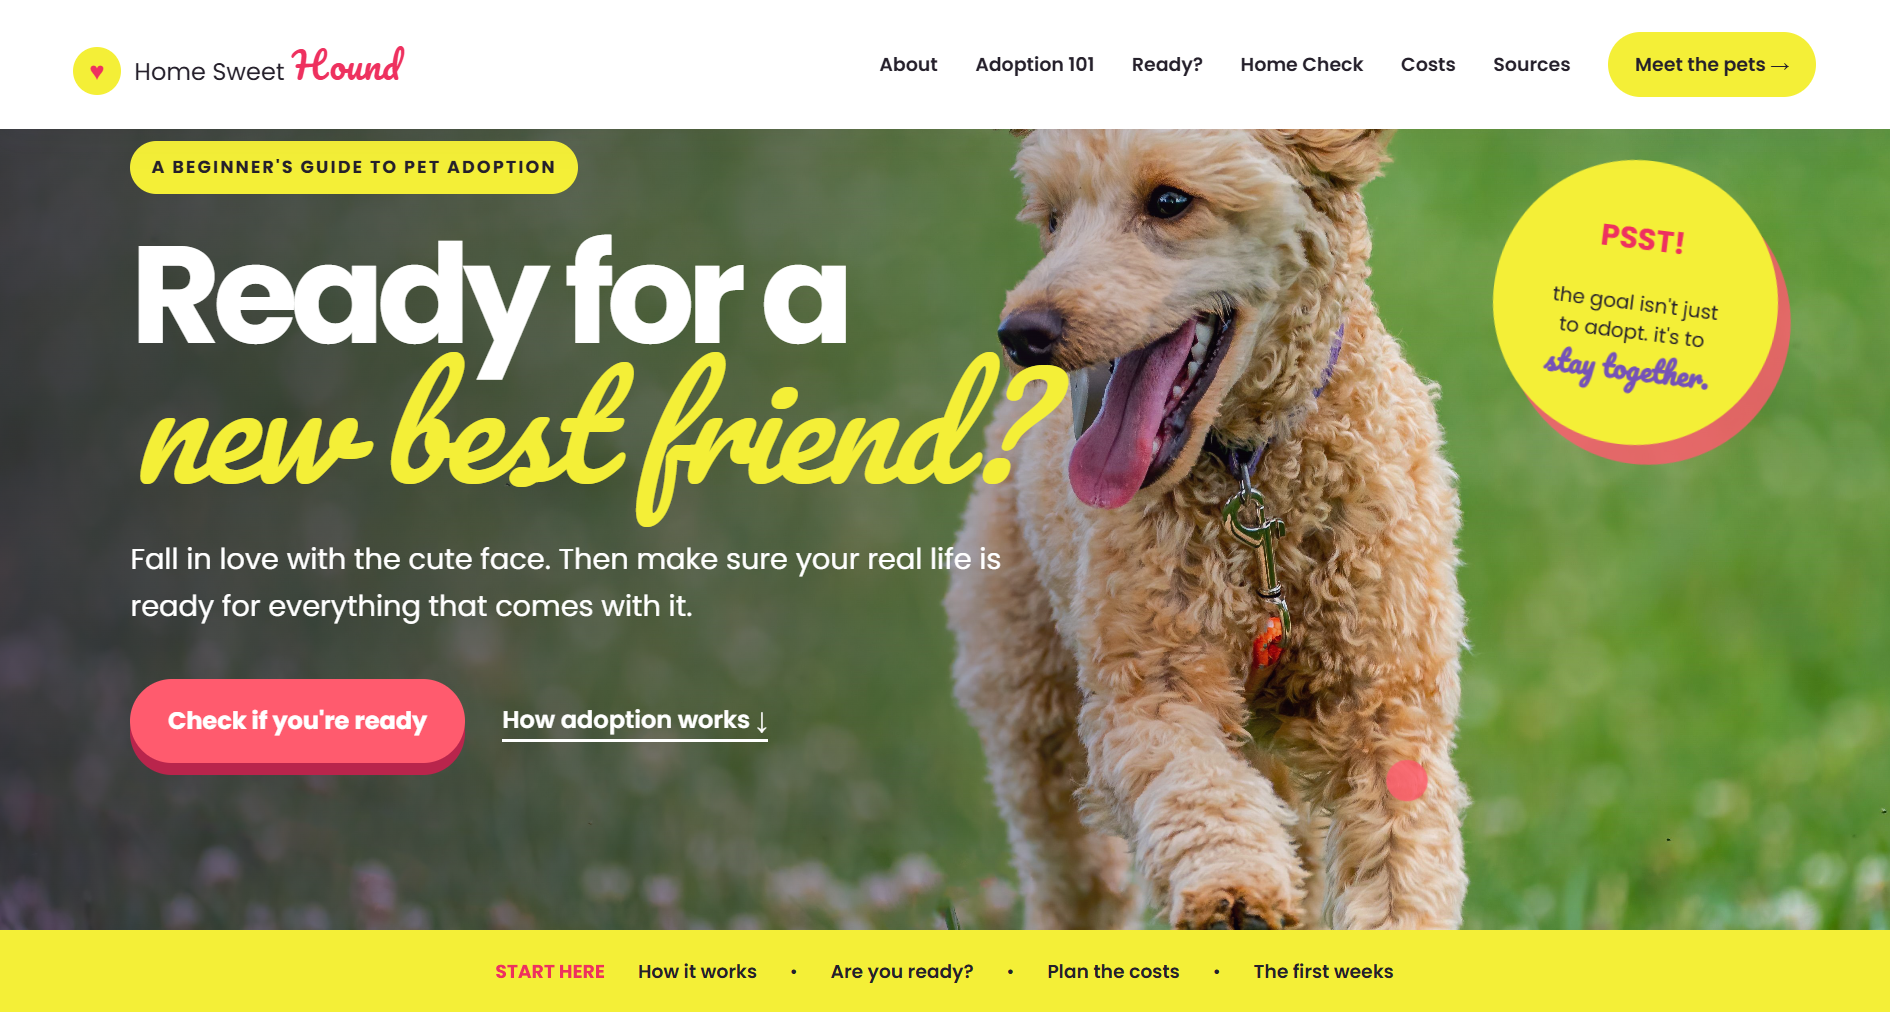 ♥ Home Sweet Hound
About Adoption 101 Ready? Home Check Costs Sources Meet the pets →
A BEGINNER'S GUIDE TO PET ADOPTION
Ready for a
new best friend?
Fall in love with the cute face. Then make sure your real life is
ready for everything that comes with it.
Check if you're ready How adoption works ↓
PSST!
the goal isn't just
to adopt. it's to
stay together.
START HERE How it works • Are you ready? • Plan the costs • The first weeks